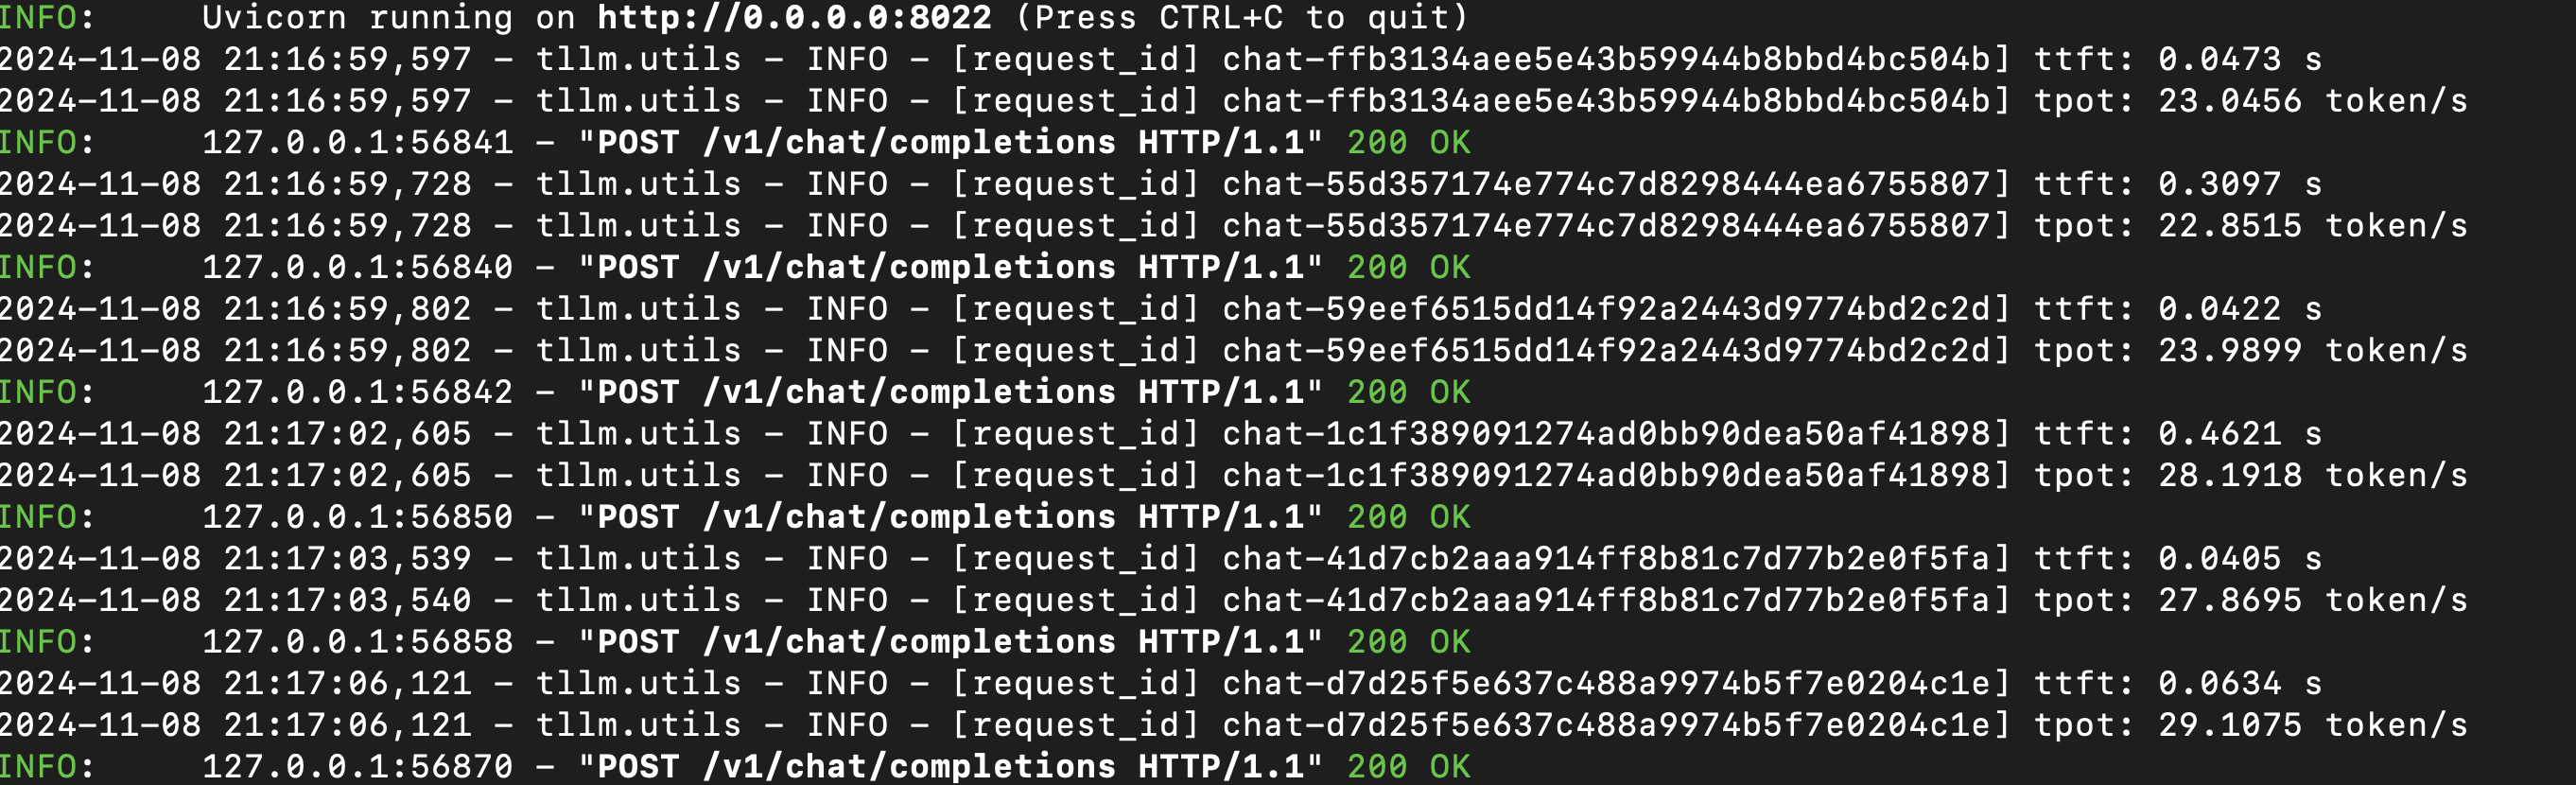 INFO:     Uvicorn running on http://0.0.0.0:8022 (Press CTRL+C to quit)
2024-11-08 21:16:59,597 - tllm.utils - INFO - [request_id] chat-ffb3134aee5e43b59944b8bbd4bc504b] ttft: 0.0473 s
2024-11-08 21:16:59,597 - tllm.utils - INFO - [request_id] chat-ffb3134aee5e43b59944b8bbd4bc504b] tpot: 23.0456 token/s
INFO:     127.0.0.1:56841 - "POST /v1/chat/completions HTTP/1.1" 200 OK
2024-11-08 21:16:59,728 - tllm.utils - INFO - [request_id] chat-55d357174e774c7d8298444ea6755807] ttft: 0.3097 s
2024-11-08 21:16:59,728 - tllm.utils - INFO - [request_id] chat-55d357174e774c7d8298444ea6755807] tpot: 22.8515 token/s
INFO:     127.0.0.1:56840 - "POST /v1/chat/completions HTTP/1.1" 200 OK
2024-11-08 21:16:59,802 - tllm.utils - INFO - [request_id] chat-59eef6515dd14f92a2443d9774bd2c2d] ttft: 0.0422 s
2024-11-08 21:16:59,802 - tllm.utils - INFO - [request_id] chat-59eef6515dd14f92a2443d9774bd2c2d] tpot: 23.9899 token/s
INFO:     127.0.0.1:56842 - "POST /v1/chat/completions HTTP/1.1" 200 OK
2024-11-08 21:17:02,605 - tllm.utils - INFO - [request_id] chat-1c1f389091274ad0bb90dea50af41898] ttft: 0.4621 s
2024-11-08 21:17:02,605 - tllm.utils - INFO - [request_id] chat-1c1f389091274ad0bb90dea50af41898] tpot: 28.1918 token/s
INFO:     127.0.0.1:56850 - "POST /v1/chat/completions HTTP/1.1" 200 OK
2024-11-08 21:17:03,539 - tllm.utils - INFO - [request_id] chat-41d7cb2aaa914ff8b81c7d77b2e0f5fa] ttft: 0.0405 s
2024-11-08 21:17:03,540 - tllm.utils - INFO - [request_id] chat-41d7cb2aaa914ff8b81c7d77b2e0f5fa] tpot: 27.8695 token/s
INFO:     127.0.0.1:56858 - "POST /v1/chat/completions HTTP/1.1" 200 OK
2024-11-08 21:17:06,121 - tllm.utils - INFO - [request_id] chat-d7d25f5e637c488a9974b5f7e0204c1e] ttft: 0.0634 s
2024-11-08 21:17:06,121 - tllm.utils - INFO - [request_id] chat-d7d25f5e637c488a9974b5f7e0204c1e] tpot: 29.1075 token/s
INFO:     127.0.0.1:56870 - "POST /v1/chat/completions HTTP/1.1" 200 OK